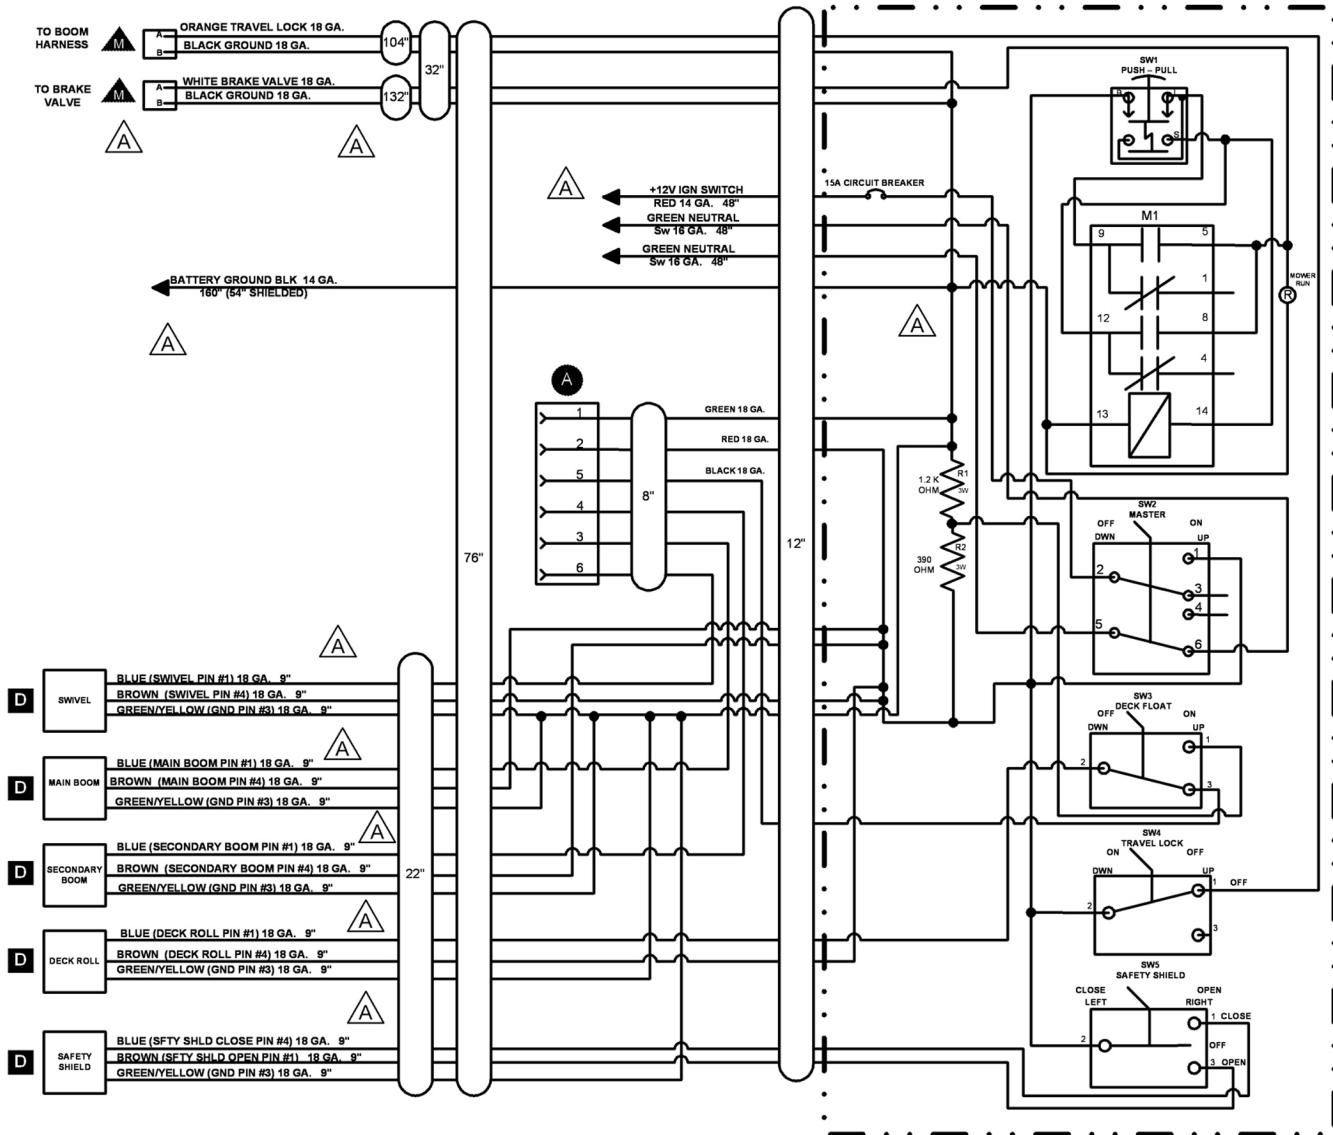 TO BOOM
HARNESS
M
A
B
ORANGE TRAVEL LOCK 18 GA.
BLACK GROUND 18 GA.
104"
32"
TO BRAKE
VALVE
M
A
B
WHITE BRAKE VALVE 18 GA.
BLACK GROUND 18 GA.
132"
A
A
A
+12V IGN SWITCH
RED 14 GA. 48"
GREEN NEUTRAL
Sw 16 GA. 48"
GREEN NEUTRAL
Sw 16 GA. 48"
15A CIRCUIT BREAKER
BATTERY GROUND BLK 14 GA.
160" (54" SHIELDED)
A
A
SW1
PUSH – PULL
S
M1
9
5
1
12
8
4
13
14
MOWER
RUN
R
A
1
2
5
4
3
6
8"
GREEN 18 GA.
RED 18 GA.
BLACK 18 GA.
76"
12"
1.2 K
OHM
R1
3W
390
OHM
R2
3W
SW2
MASTER
OFF
ON
DWN
UP
1
2
3
4
5
6
A
D
SWIVEL
BLUE (SWIVEL PIN #1) 18 GA. 9"
BROWN (SWIVEL PIN #4) 18 GA. 9"
GREEN/YELLOW (GND PIN #3) 18 GA. 9"
SW3
DECK FLOAT
OFF
ON
DWN
UP
1
2
3
A
D
MAIN BOOM
BLUE (MAIN BOOM PIN #1) 18 GA. 9"
BROWN (MAIN BOOM PIN #4) 18 GA. 9"
GREEN/YELLOW (GND PIN #3) 18 GA. 9"
A
D
SECONDARY
BOOM
BLUE (SECONDARY BOOM PIN #1) 18 GA. 9"
BROWN (SECONDARY BOOM PIN #4) 18 GA. 9"
GREEN/YELLOW (GND PIN #3) 18 GA. 9"
22"
SW4
TRAVEL LOCK
ON
OFF
DWN
UP
1
OFF
2
3
A
D
DECK ROLL
BLUE (DECK ROLL PIN #1) 18 GA. 9"
BROWN (DECK ROLL PIN #4) 18 GA. 9"
GREEN/YELLOW (GND PIN #3) 18 GA. 9"
SW5
SAFETY SHIELD
CLOSE
LEFT
OPEN
RIGHT
1 CLOSE
2
OFF
3 OPEN
A
D
SAFETY
SHIELD
BLUE (SFTY SHLD CLOSE PIN #4) 18 GA. 9"
BROWN (SFTY SHLD OPEN PIN #1) 18 GA. 9"
GREEN/YELLOW (GND PIN #3) 18 GA. 9"